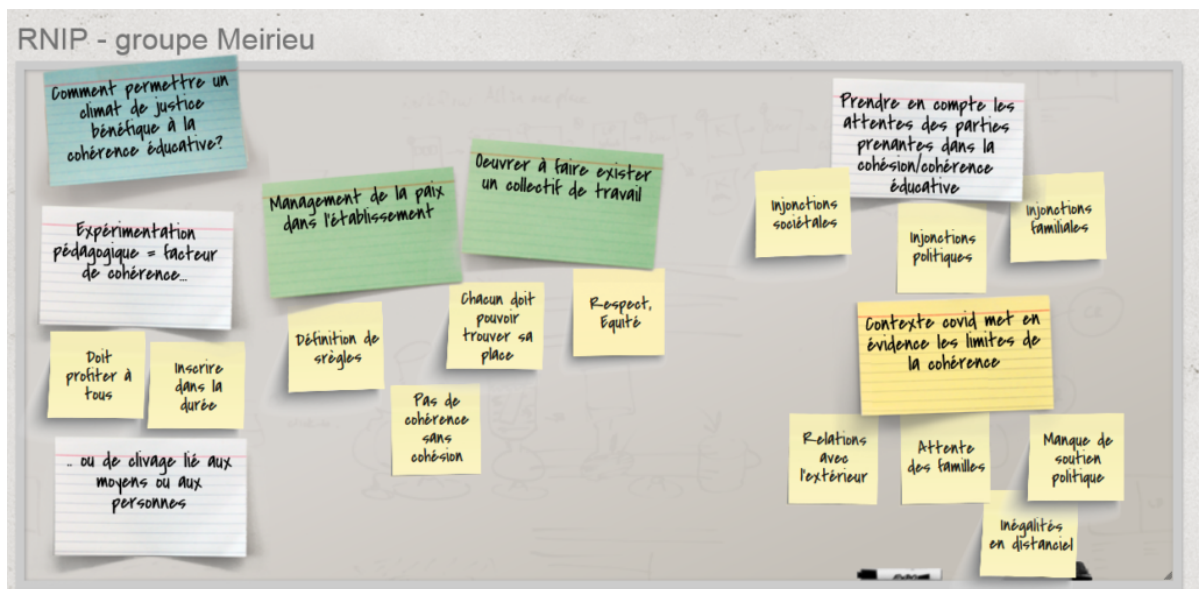 RNIP - groupe Meirieu
Comment permettre un
climat de justice
bénéfique à la
cohérence éducative?
Expérimentation
pédagogique = facteur
de cohérence...
Doit
profiter à
tous
Inscrire
dans la
durée
.. ou de clivage lié aux
moyens ou aux
personnes
Management de la paix
dans l'établissement
Définition de
srègles
Oeuvrer à faire exister
un collectif de travail
Chacun doit
pouvoir
trouver sa
place
Respect,
Equité
Pas de
cohérence
sans
cohésion
Prendre en compte les
attentes des parties
prenantes dans la
cohésion/cohérence
éducative
Injonctions
sociétales
Injonctions
politiques
Injonctions
familiales
Contexte covid met en
évidence les limites de
la cohérence
Relations
avec
l'extérieur
Attente
des familles
Manque de
soutien
politique
Inégalités
en distanciel